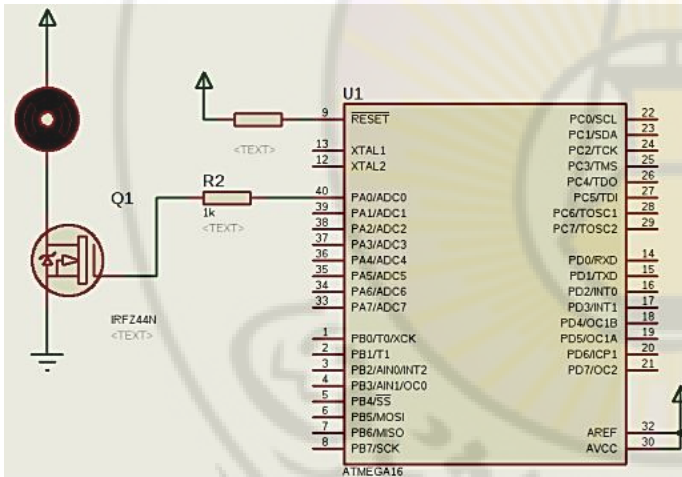 U1
9 RESET
13 XTAL1
12 XTAL2
40 PA0/ADC0
39 PA1/ADC1
38 PA2/ADC2
37 PA3/ADC3
36 PA4/ADC4
35 PA5/ADC5
34 PA6/ADC6
33 PA7/ADC7
1 PB0/T0/XCK
2 PB1/T1
3 PB2/AIN0/INT2
4 PB3/AIN1/OC0
5 PB4/SS
6 PB5/MOSI
7 PB6/MISO
8 PB7/SCK
PC0/SCL 22
PC1/SDA 23
PC2/TCK 24
PC3/TMS 25
PC4/TDO 26
PC5/TDI 27
PC6/TOSC1 28
PC7/TOSC2 29
PD0/RXD 14
PD1/TXD 15
PD2/INT0 16
PD3/INT1 17
PD4/OC1B 18
PD5/OC1A 19
PD6/ICP1 20
PD7/OC2 21
AREF 32
AVCC 30
ATMEGA16
<TEXT>
R2
1k
<TEXT>
Q1
IRFZ44N
<TEXT>